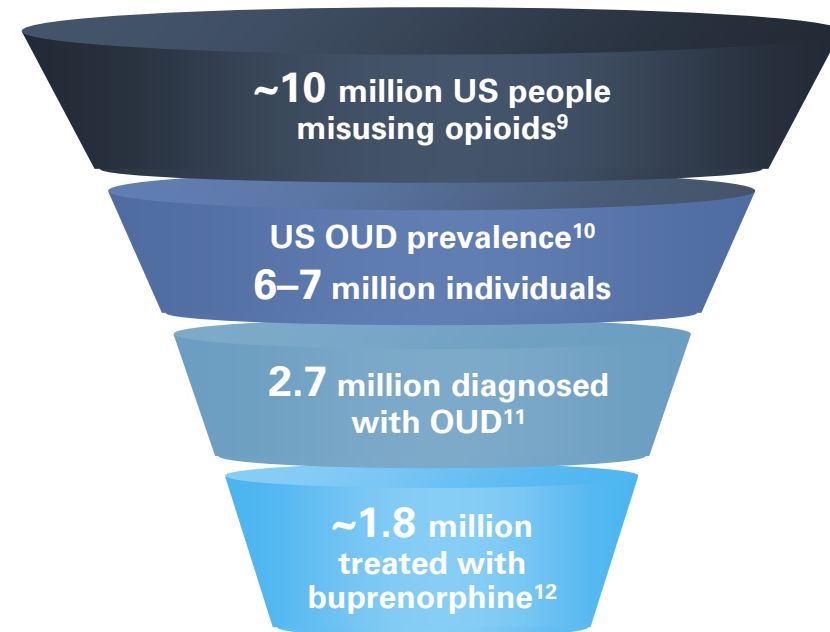 ~10 million US people
misusing opioids⁹
US OUD prevalence¹⁰
6–7 million individuals
2.7 million diagnosed
with OUD¹¹
~1.8 million
treated with
buprenorphine¹²